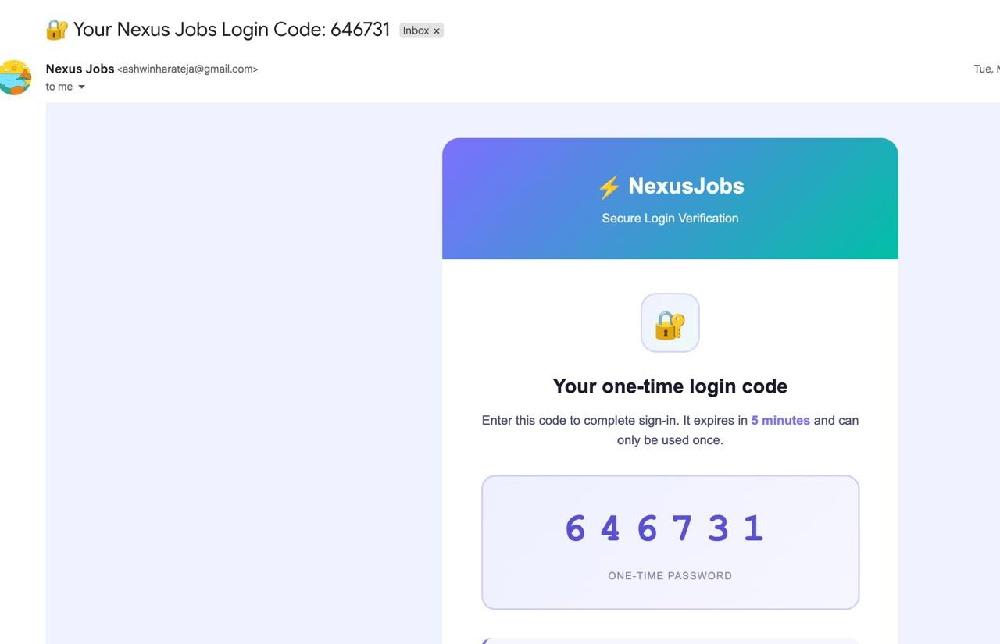 🔐 Your Nexus Jobs Login Code: 646731 Inbox ×
Nexus Jobs <ashwinharateja@gmail.com> Tue,
to me
⚡ NexusJobs
Secure Login Verification
Your one-time login code
Enter this code to complete sign-in. It expires in 5 minutes and can
only be used once.
6 4 6 7 3 1
ONE-TIME PASSWORD